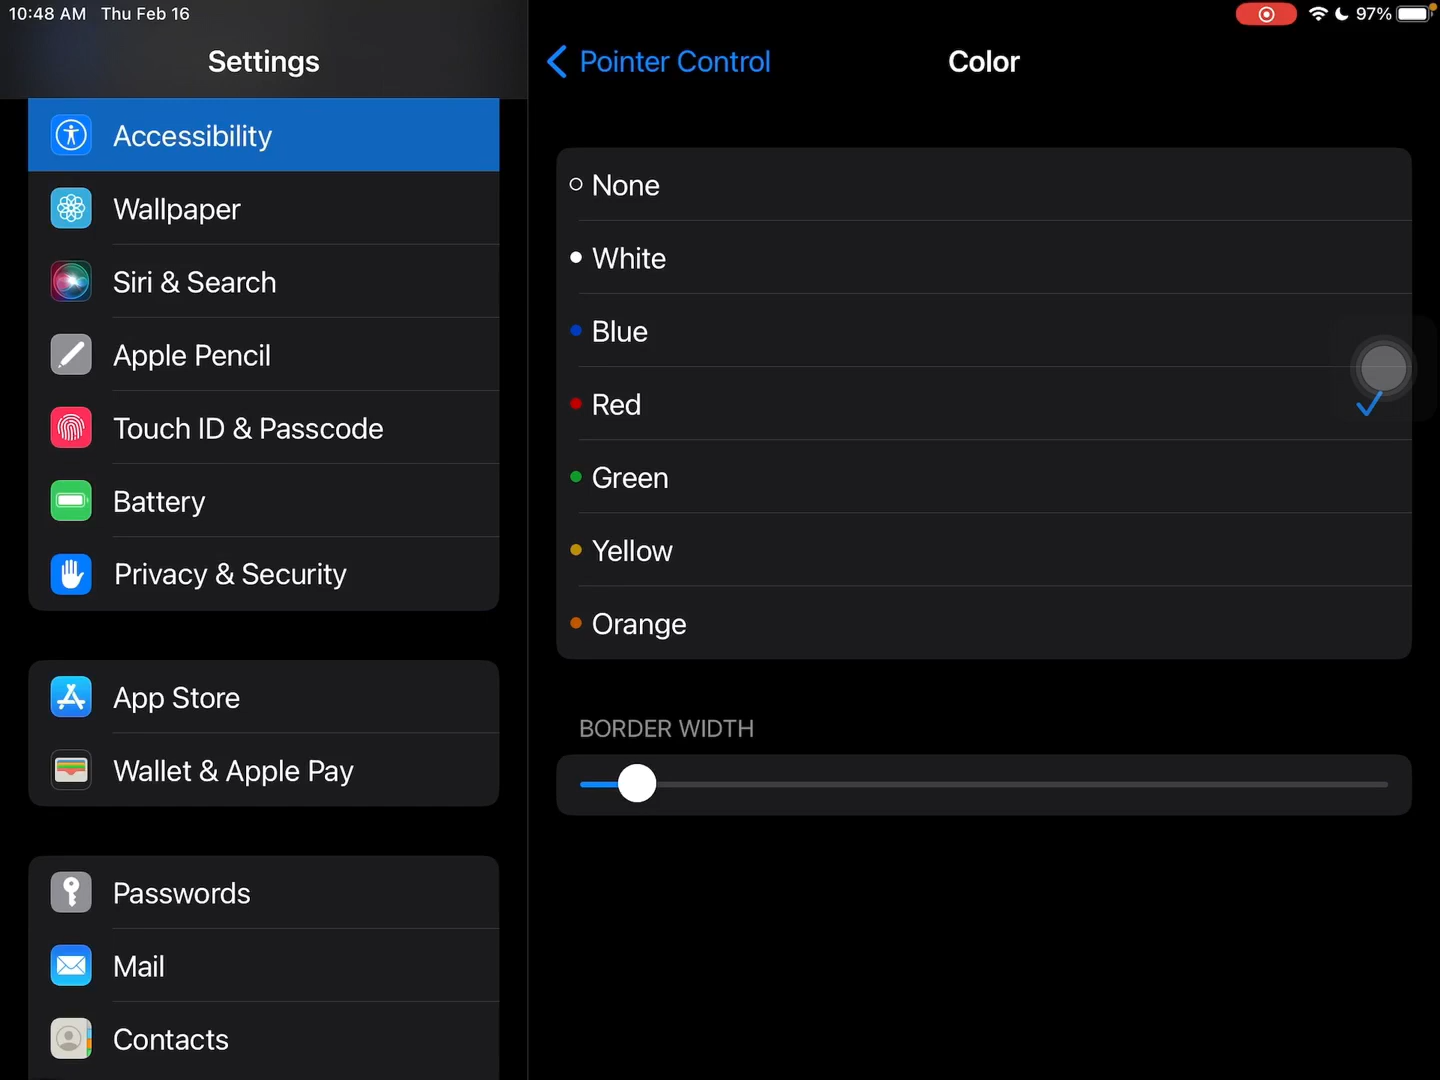 10:48 AM Thu Feb 16
97%
Settings
Accessibility
Wallpaper
Siri & Search
Apple Pencil
Touch ID & Passcode
Battery
Privacy & Security
App Store
Wallet & Apple Pay
Passwords
Mail
Contacts
Pointer Control
Color
None
White
Blue
Red
Green
Yellow
Orange
BORDER WIDTH